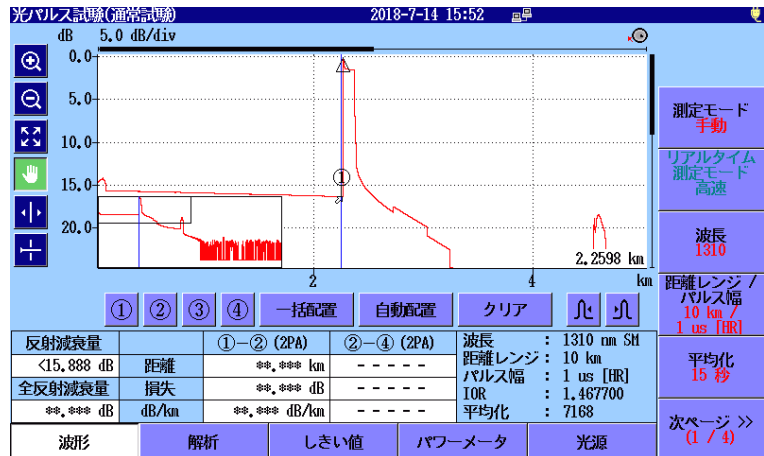 光パルス試験(通常試験) 2018-7-14 15:52
dB 5.0 dB/div
0.0
5.0
10.0
15.0
20.0
①
2.2598 km
2 4 km
① ② ③ ④ 一括配置 自動配置 クリア
反射減衰量 ①－② (2PA) ②－④ (2PA)
<15.888 dB 距離 **.*** km - - - - -
全反射減衰量 損失 **.*** dB - - - - -
**.*** dB dB/km **.*** dB/km - - - - -
波長 : 1310 nm SM
距離レンジ : 10 km
パルス幅 : 1 us [HR]
IOR : 1.467700
平均化 : 7168
波形 解析 しきい値 パワーメータ 光源
測定モード
手動
リアルタイム
測定モード
高速
波長
1310
距離レンジ /
パルス幅
10 km /
1 us [HR]
平均化
15 秒
次ページ >>
(1 / 4)